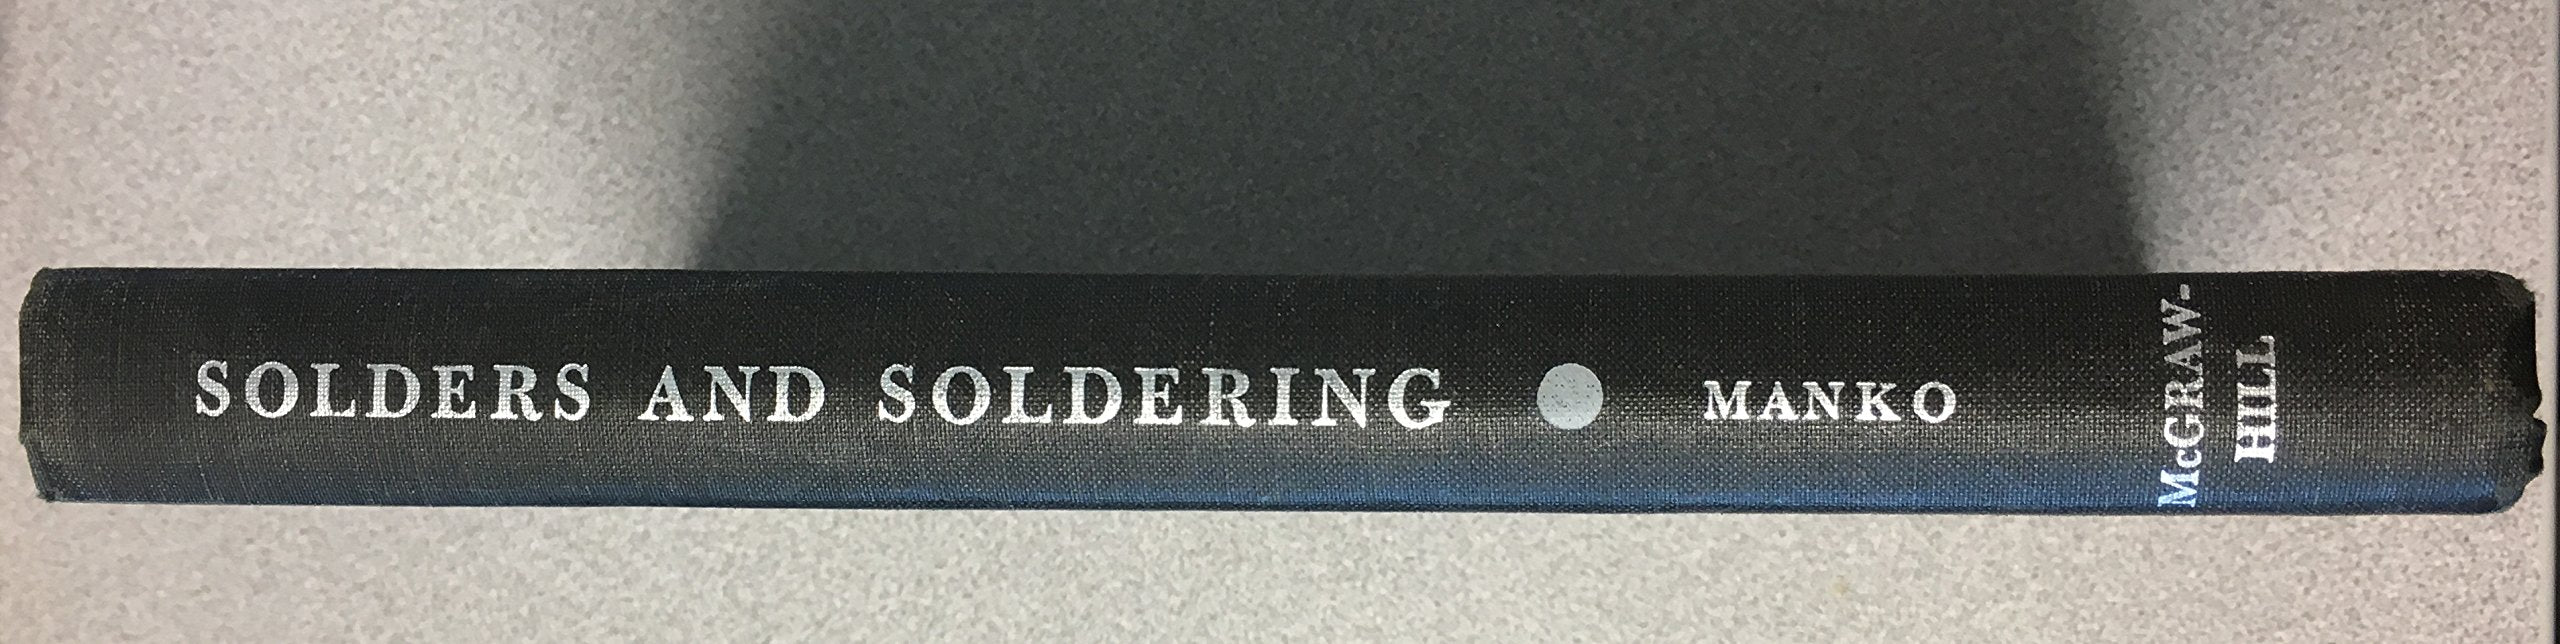 SOLDERS AND SOLDERING ● MANKO
McGRAW-
HILL